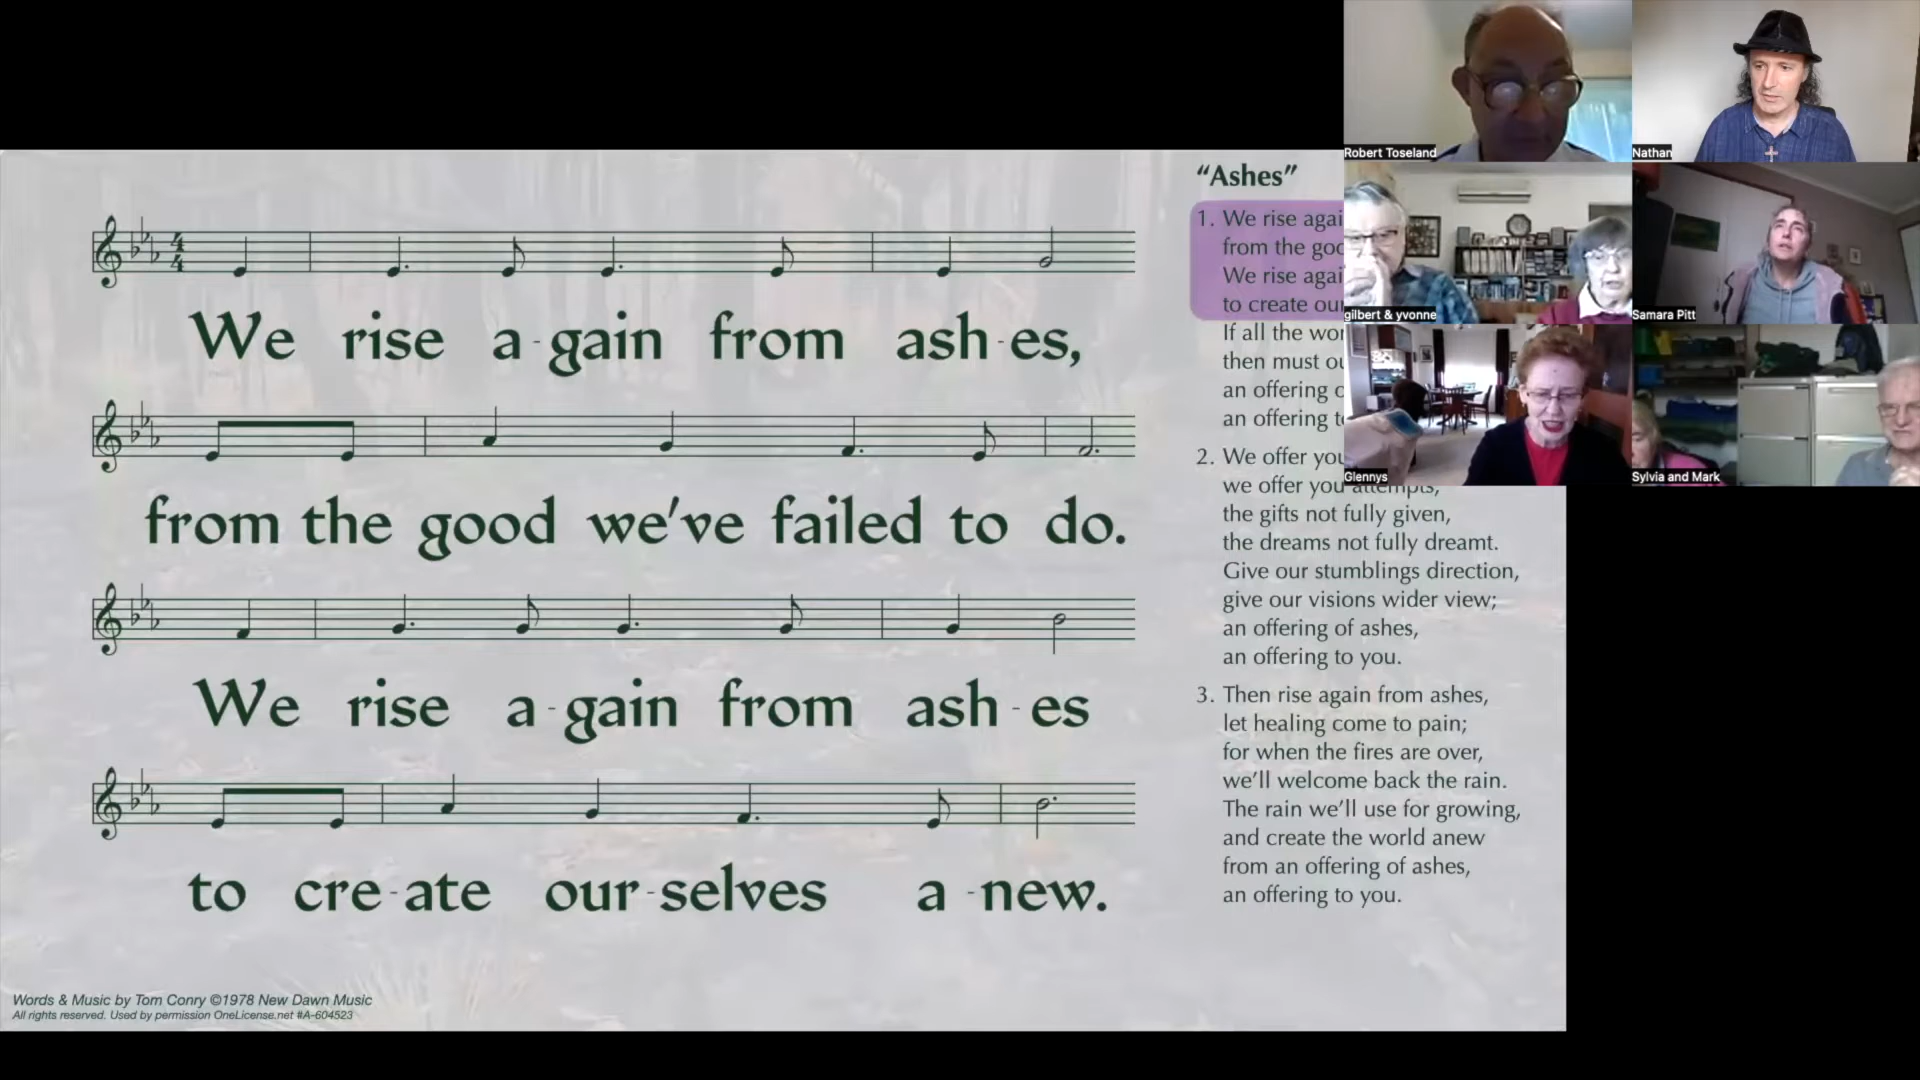 We rise a-gain from ash-es,
from the good we've failed to do.
We rise a-gain from ash-es
to cre-ate our-selves a-new.
Words & Music by Tom Conry ©1978 New Dawn Music
All rights reserved. Used by permission OneLicense.net #A-604523
“Ashes”
1. We rise agai
from the goo
We rise agai
to create our
If all the wor
then must ou
an offering o
an offering to
2. We offer you
we offer you attempts,
the gifts not fully given,
the dreams not fully dreamt.
Give our stumblings direction,
give our visions wider view;
an offering of ashes,
an offering to you.
3. Then rise again from ashes,
let healing come to pain;
for when the fires are over,
we’ll welcome back the rain.
The rain we’ll use for growing,
and create the world anew
from an offering of ashes,
an offering to you.
Robert Toseland
Nathan
gilbert & yvonne
Samara Pitt
Glennys
Sylvia and Mark